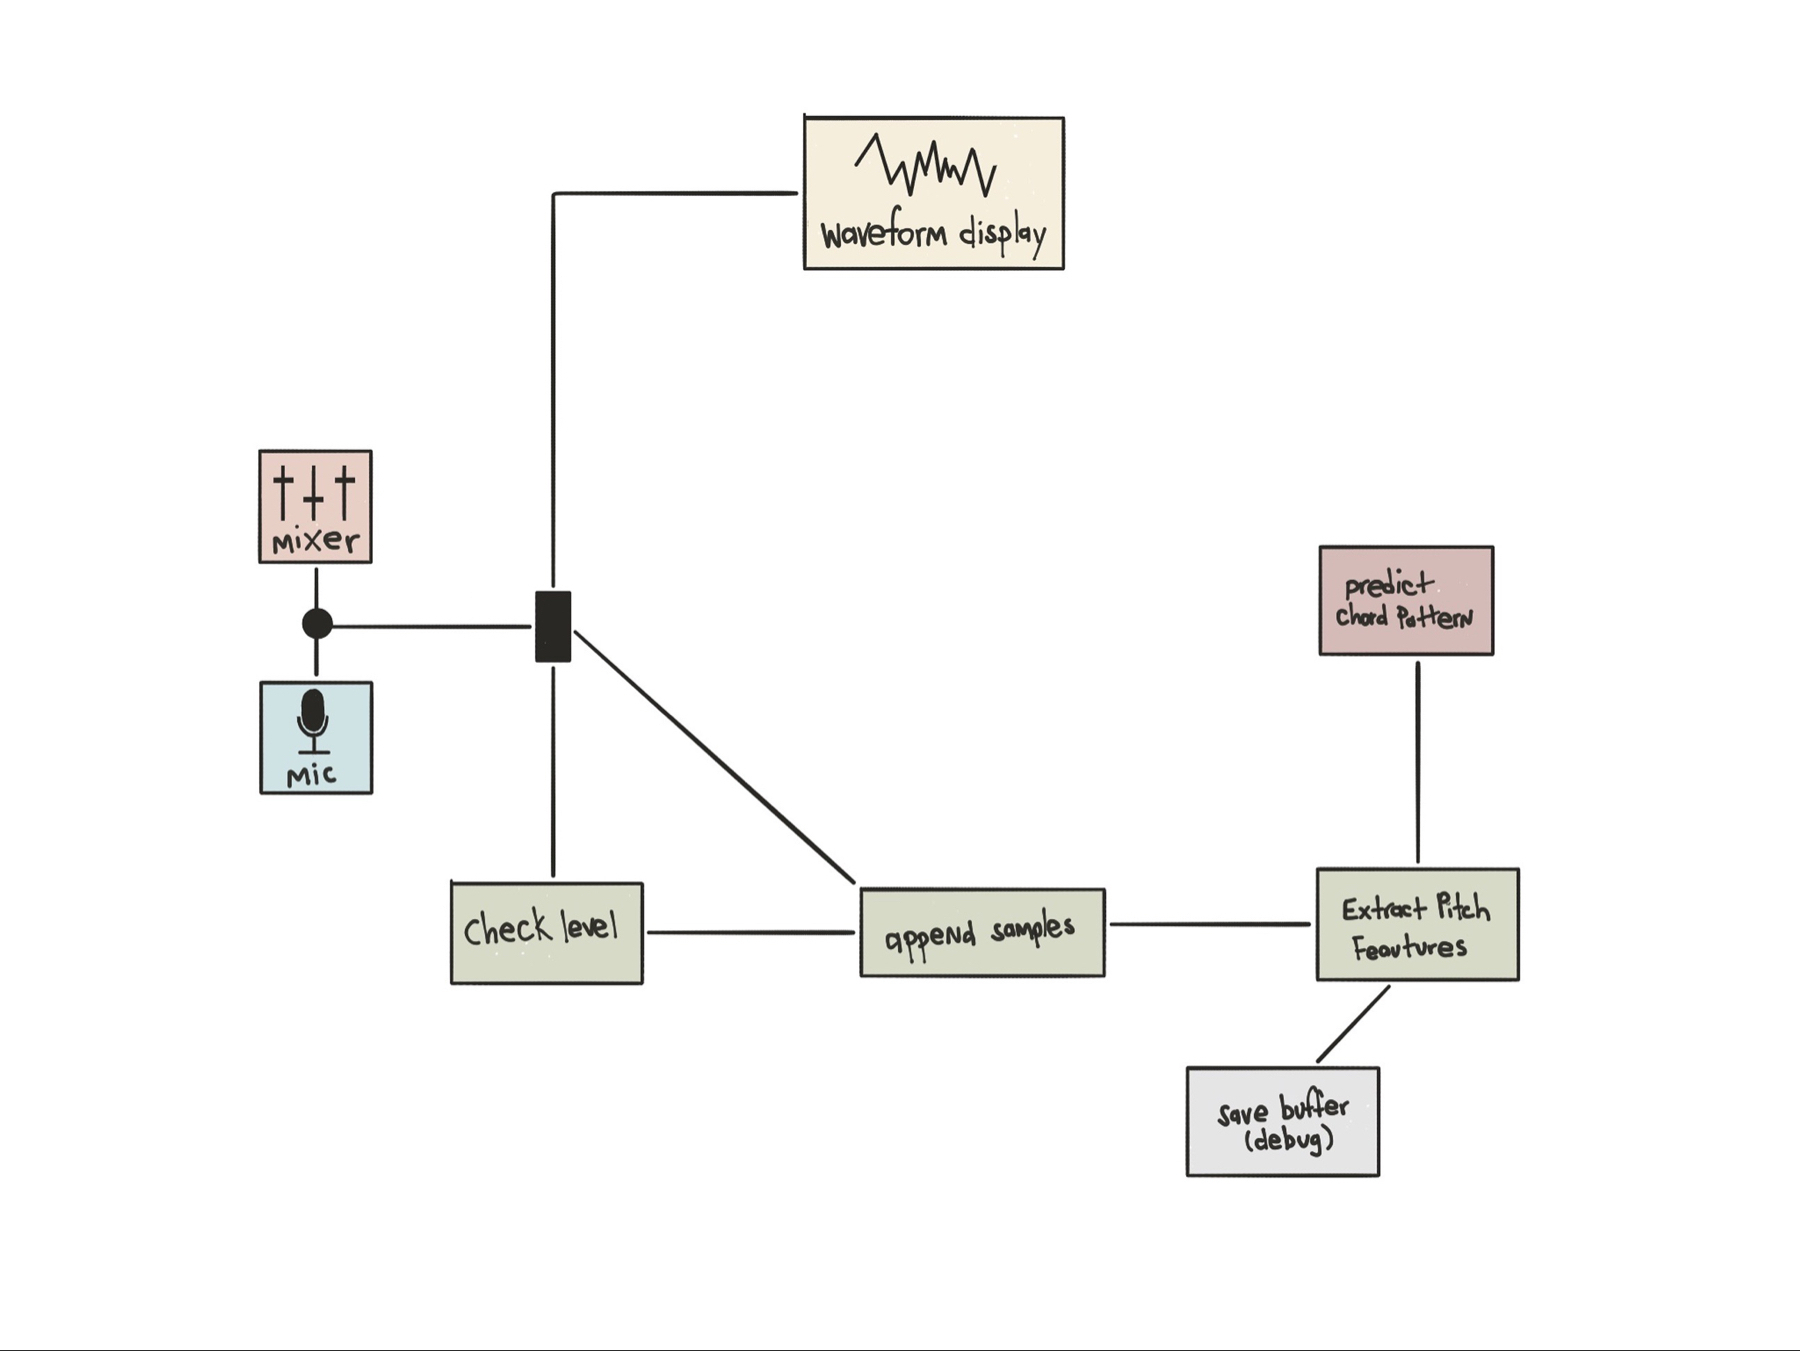 waveform display
mixer
mic
predict
chord pattern
Check level
append samples
Extract Pitch
Feautures
save buffer
(debug)